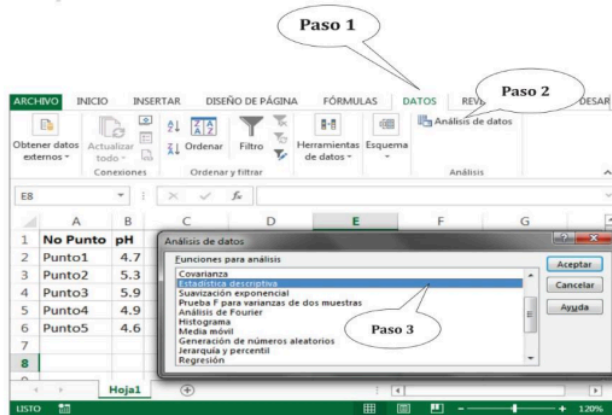 Paso 1
Paso 2
ARCHIVO INICIO INSERTAR DISEÑO DE PÁGINA FÓRMULAS DATOS DESAR
Obtener datos externos
Actualizar todo
Conexiones
Ordenar
Filtro
Ordenar y filtrar
Herramientas de datos
Esquema
Análisis de datos
Análisis
E8
fx
A B C D E F G
1 No Punto pH
2 Punto1 4.7
3 Punto2 5.3
4 Punto3 5.9
5 Punto4 4.9
6 Punto5 4.6
7
8
Análisis de datos
Funciones para análisis
Covarianza
Estadística descriptiva
Suavización exponencial
Prueba F para varianzas de dos muestras
Análisis de Fourier
Histograma
Media móvil
Generación de números aleatorios
Jerarquía y percentil
Regresión
Aceptar
Cancelar
Ayuda
Paso 3
Hoja1
LISTO
120%